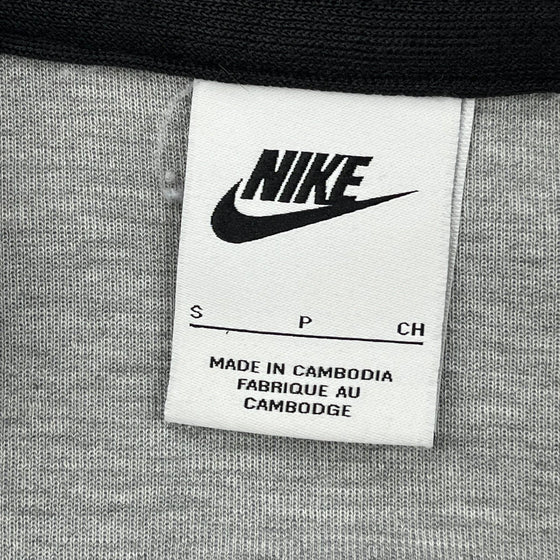 NIKE
S P CH
MADE IN CAMBODIA
FABRIQUE AU
CAMBODGE